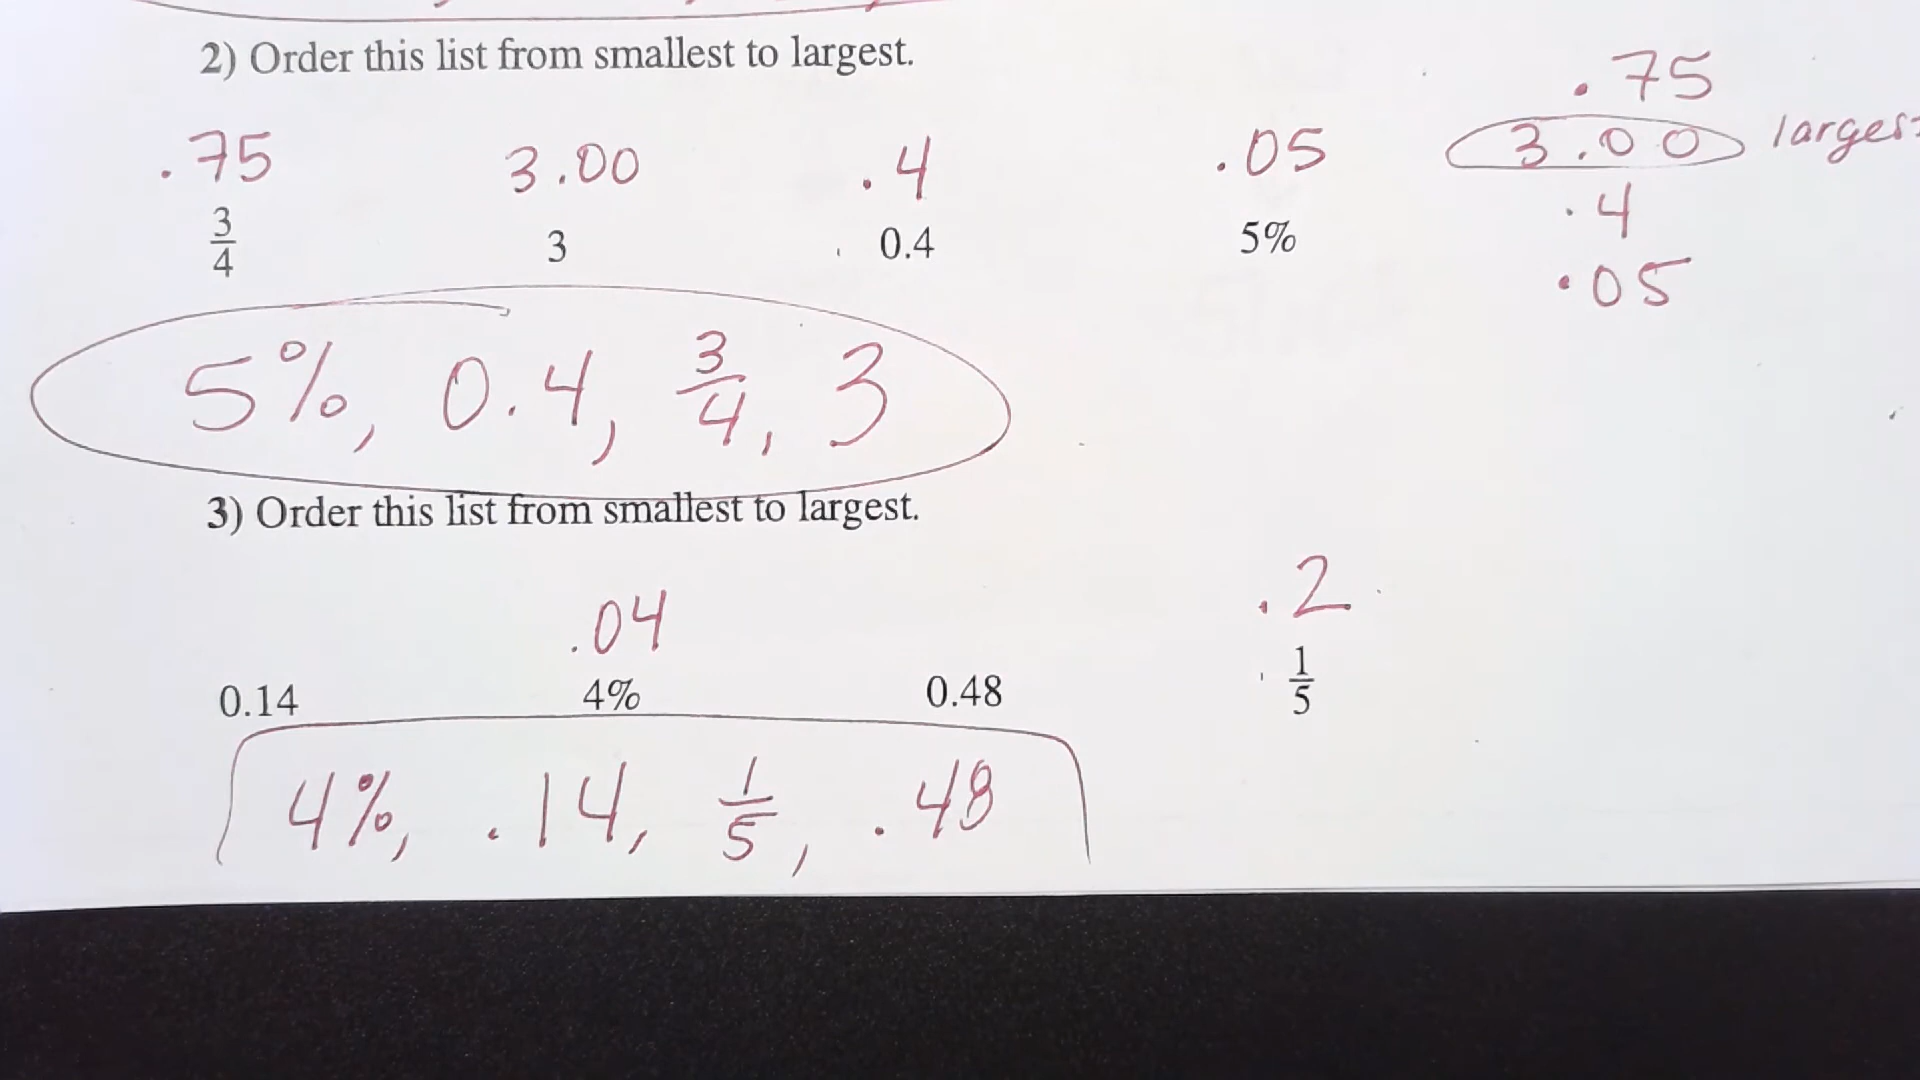 2) Order this list from smallest to largest.
.75 3.00 .4 .05
3/4 3 0.4 5%
.75
3.00
.4
.05
5%, 0.4, 3/4, 3
3) Order this list from smallest to largest.
.04 .2
0.14 4% 0.48 1/5
4%, .14, 1/5, .48